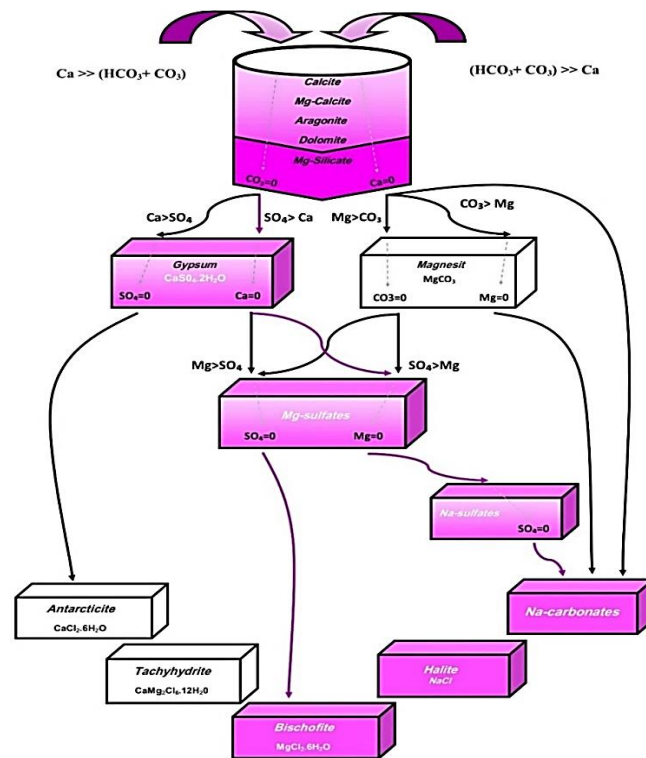 Ca >> (HCO₃+ CO₃)
(HCO₃+ CO₃) >> Ca
Calcite
Mg-Calcite
Aragonite
Dolomite
Mg-Silicate
CO₃=0
Ca=0
Ca>SO₄
SO₄> Ca
Mg>CO₃
CO₃> Mg
Gypsum
CaSO₄.2H₂O
SO₄=0
Ca=0
Magnesit
MgCO₃
CO3=0
Mg=0
Mg>SO₄
SO₄>Mg
Mg-sulfates
SO₄=0
Mg=0
Na-sulfates
SO₄=0
Antarcticite
CaCl₂.6H₂O
Na-carbonates
Tachyhydrite
CaMg₂Cl₆.12H₂0
Halite
NaCl
Bischofite
MgCl₂.6H₂O